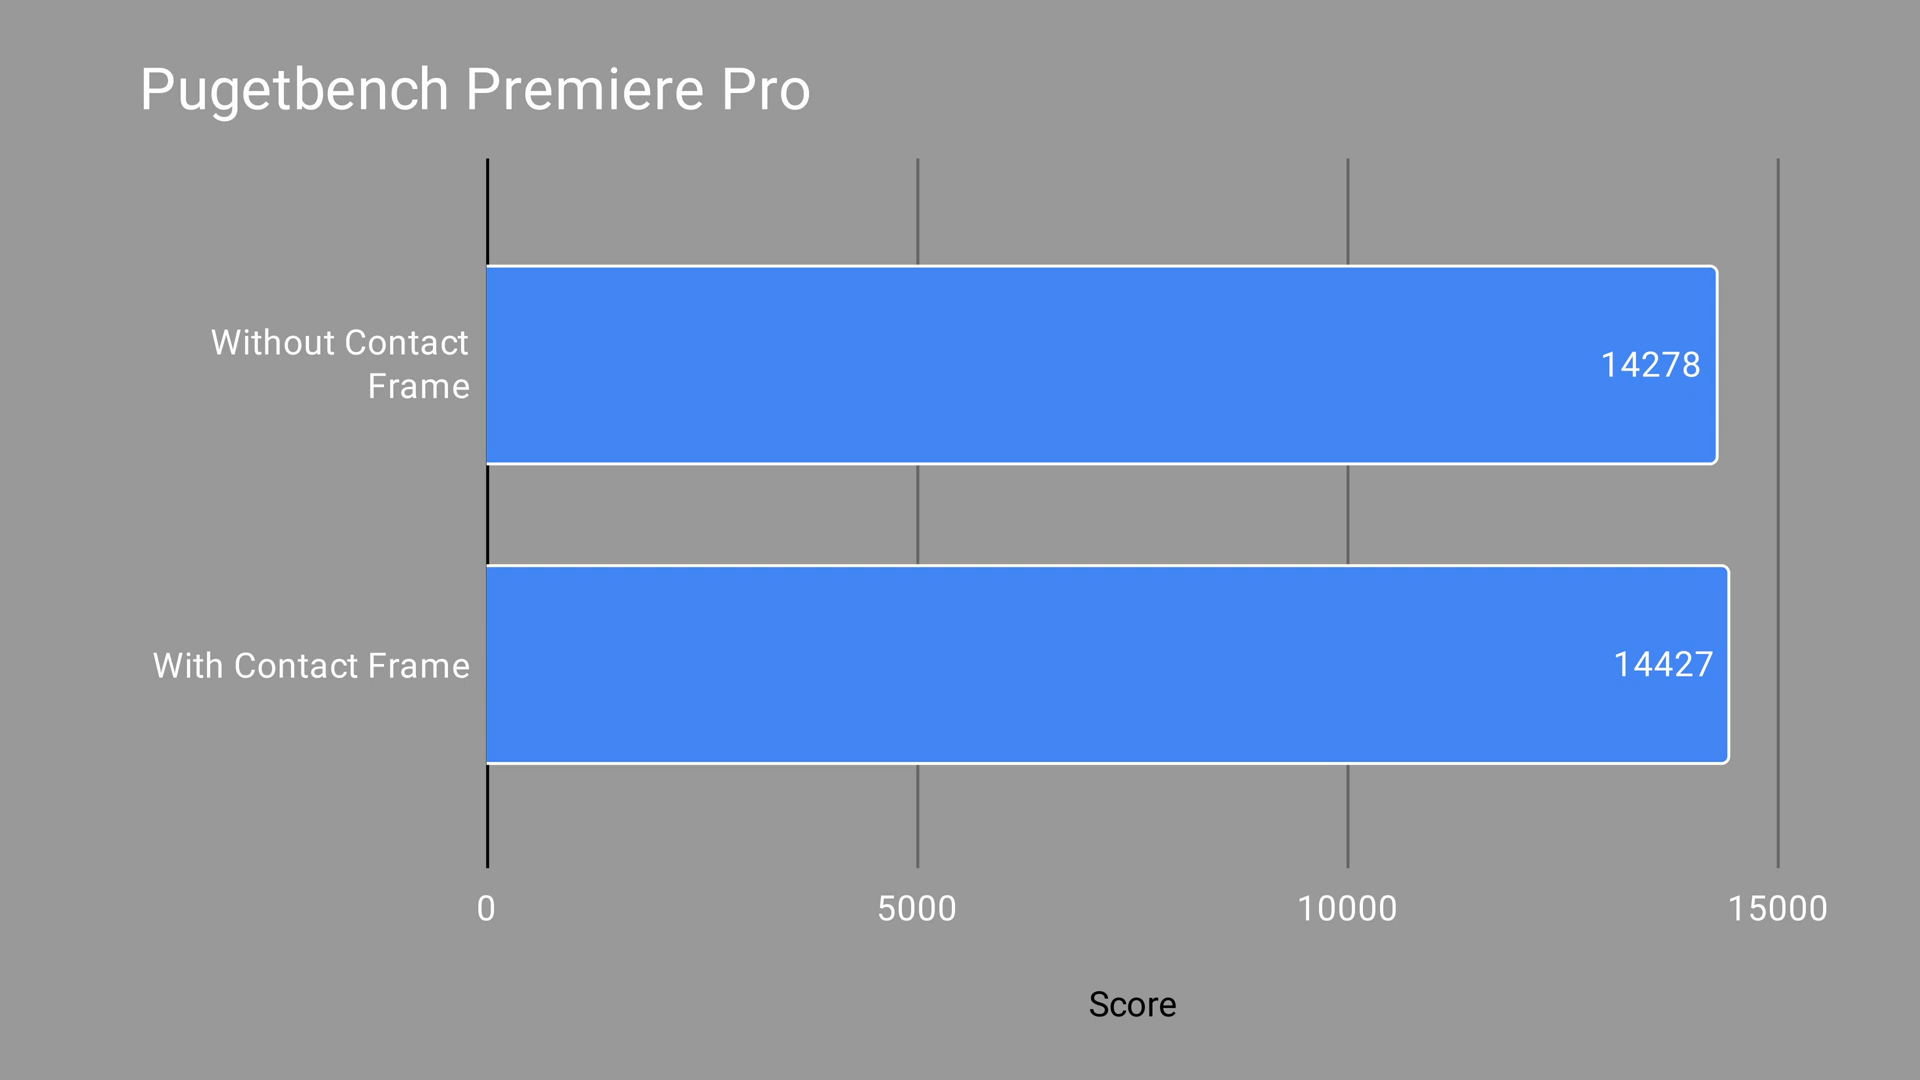 Pugetbench Premiere Pro
Without Contact
Frame
14278
With Contact Frame
14427
0
5000
10000
15000
Score